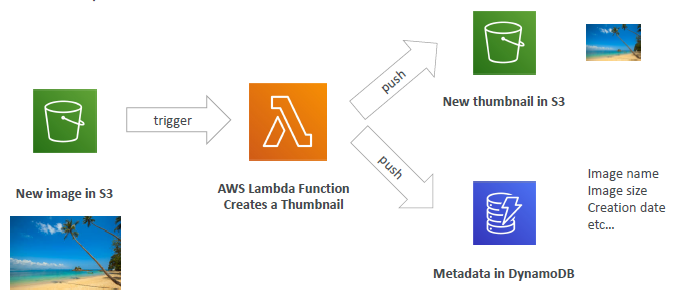 New image in S3
trigger
AWS Lambda Function
Creates a Thumbnail
push
New thumbnail in S3
push
Metadata in DynamoDB
Image name
Image size
Creation date
etc...